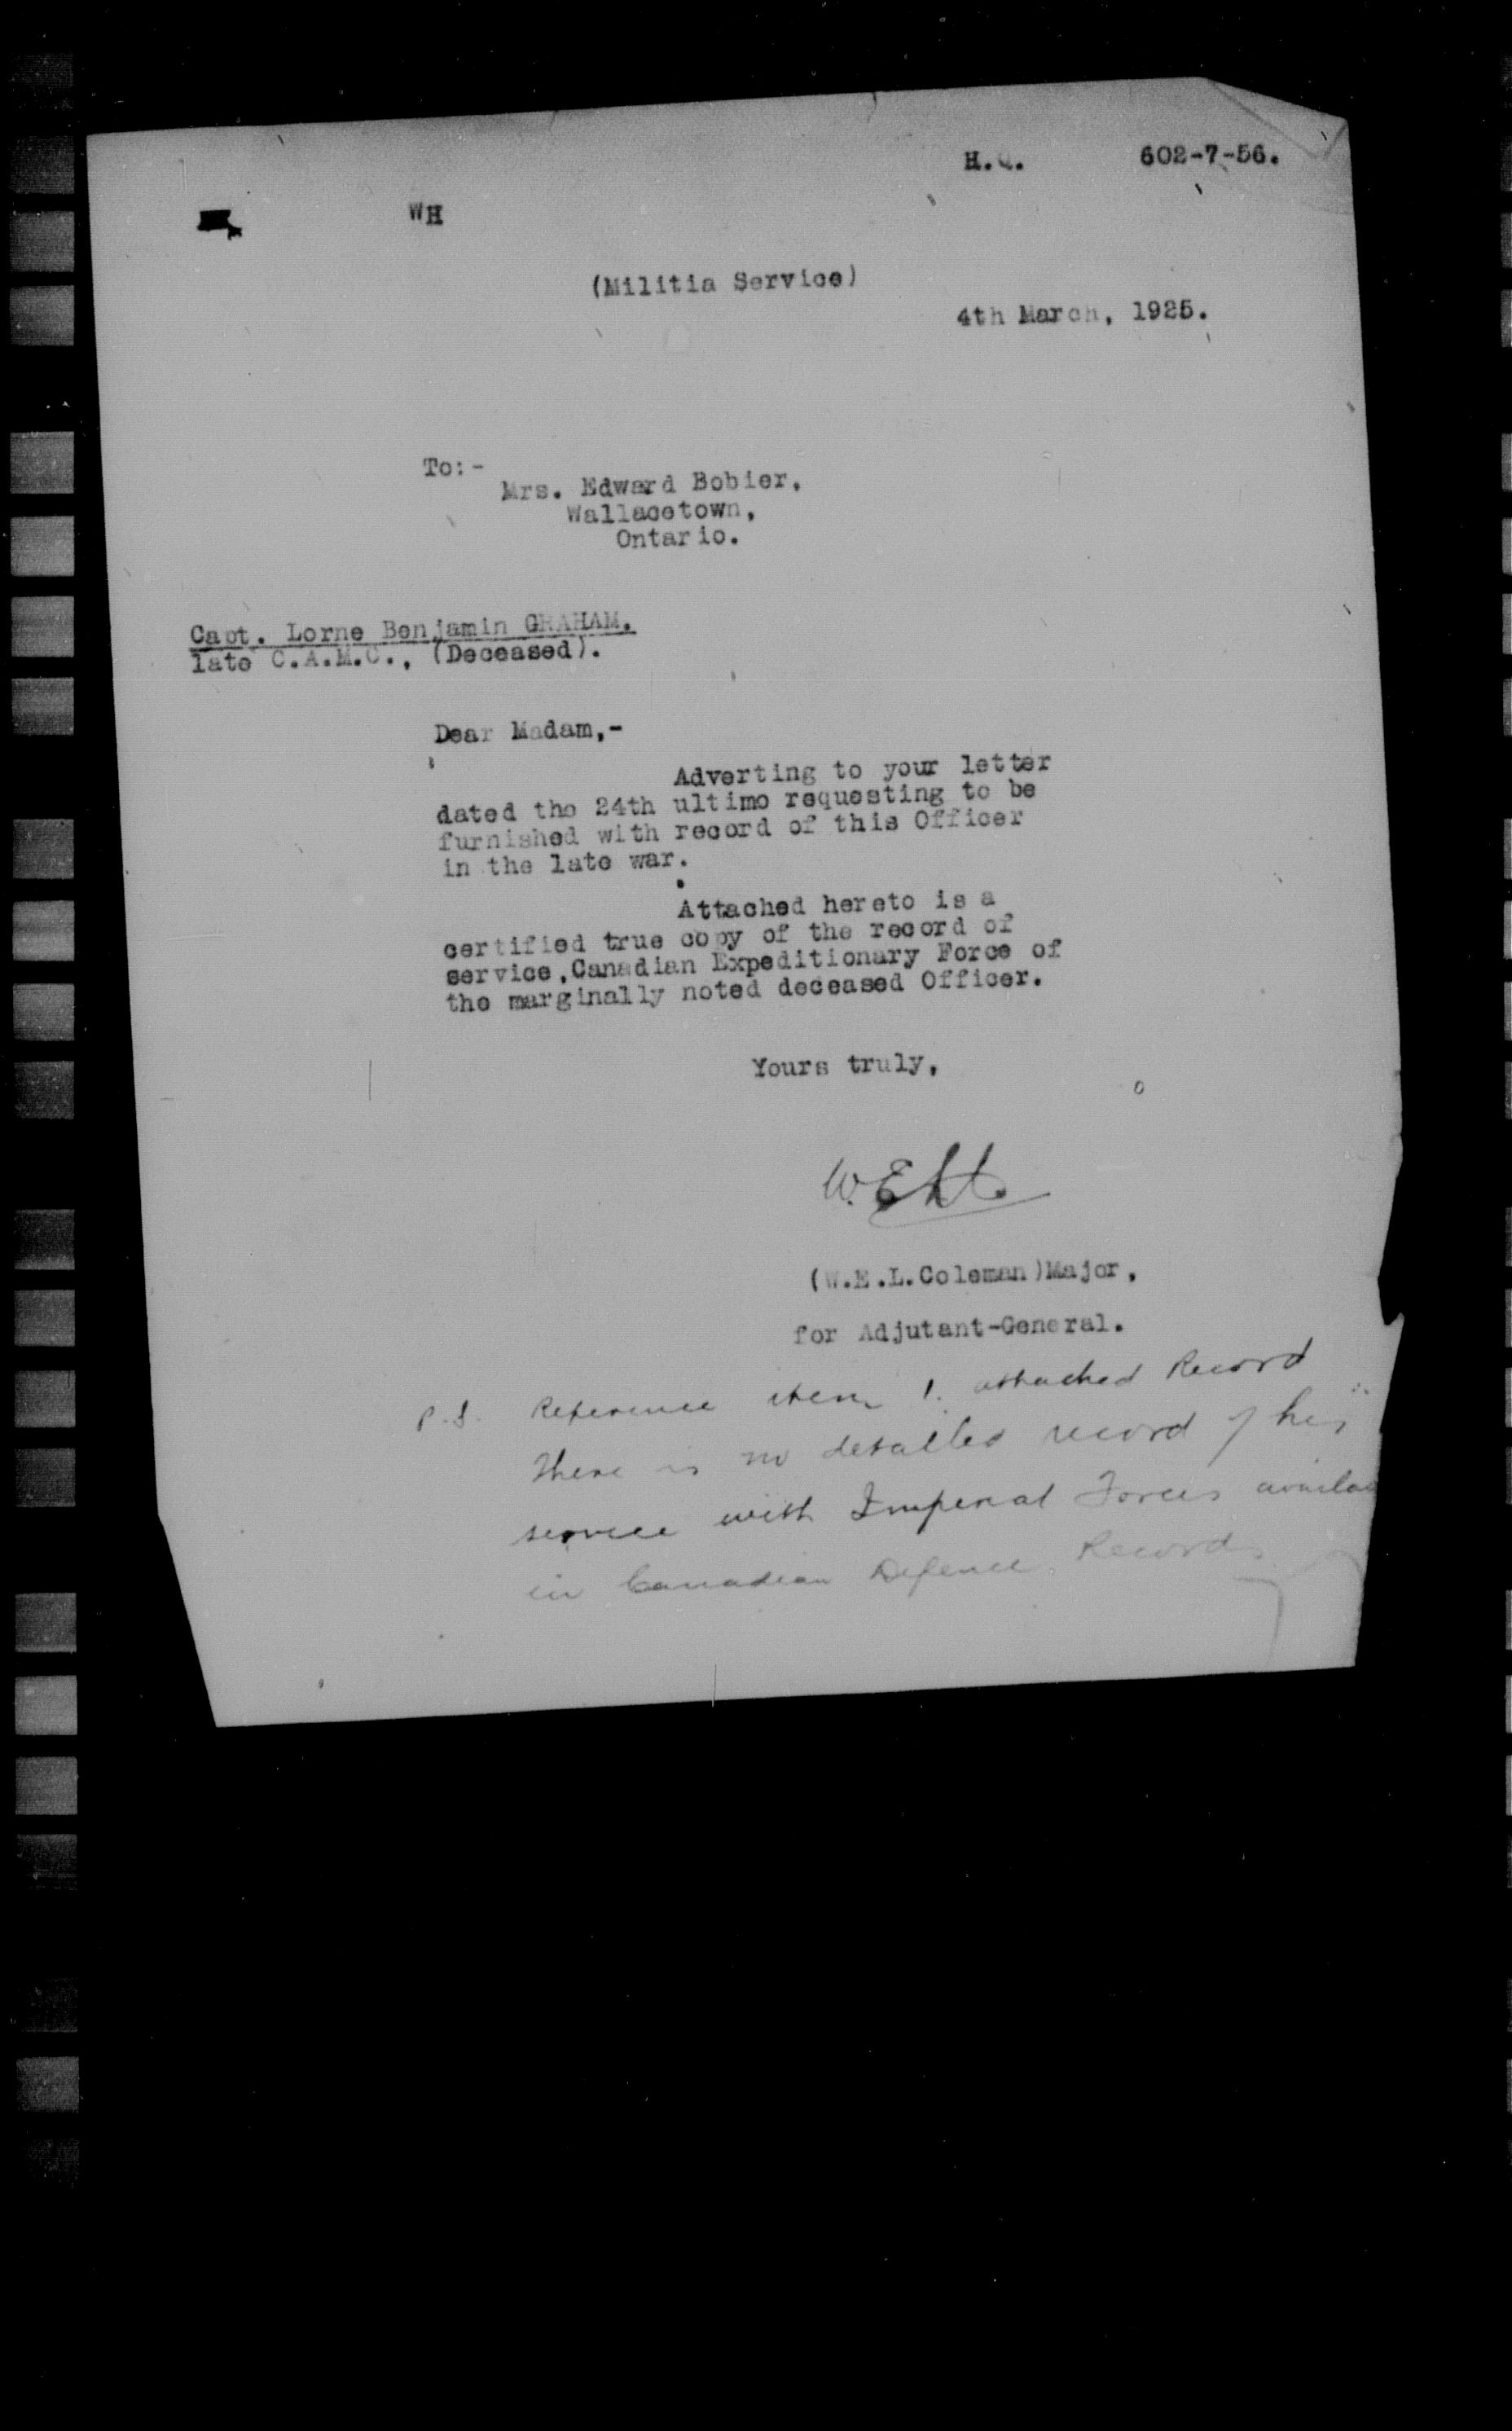 H.Q. 602-7-56.
WH
(Militia Service)
4th March, 1925.
To:-
Mrs. Edward Bobier,
Wallacetown,
Ontario.
Capt. Lorne Benjamin GRAHAM.
late C.A.M.C., (Deceased).
Dear Madam,-
Adverting to your letter
dated the 24th ultimo requesting to be
furnished with record of this Officer
in the late war.
Attached hereto is a
certified true copy of the record of
service,Canadian Expeditionary Force of
the marginally noted deceased Officer.
Yours truly,
(W.E.L.Coleman)Major,
for Adjutant-General.
P.S. Reference item 1. attached Record
There is no detailed record of his
service with Imperial Forces availa
in Canadian Defence Records